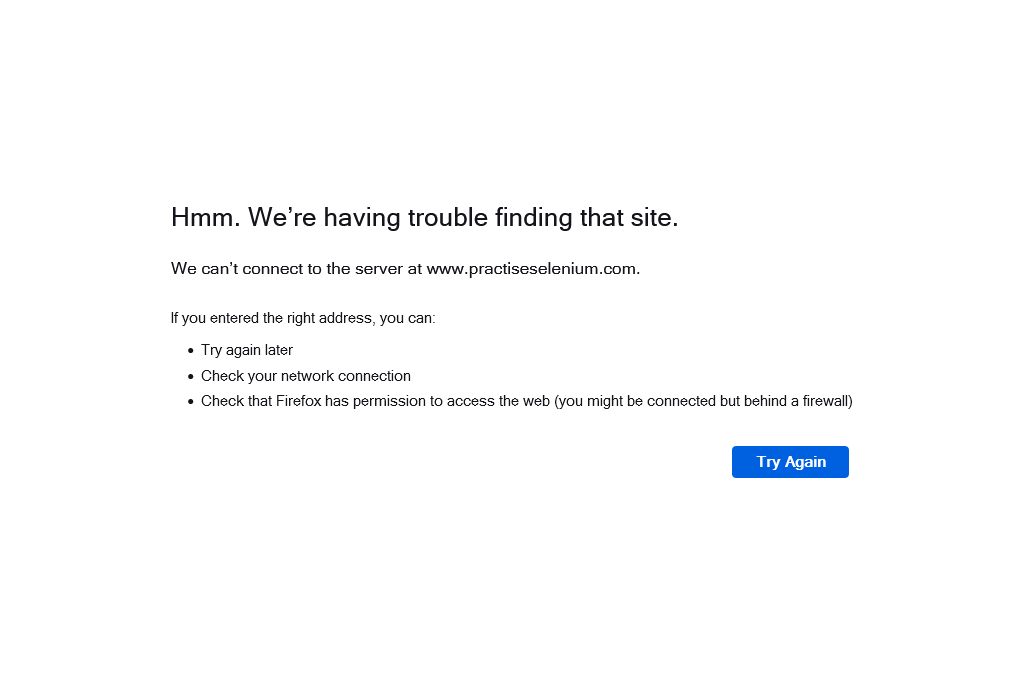 Hmm. We’re having trouble finding that site.
We can’t connect to the server at www.practiseselenium.com.
If you entered the right address, you can:
• Try again later
• Check your network connection
• Check that Firefox has permission to access the web (you might be connected but behind a firewall)
Try Again